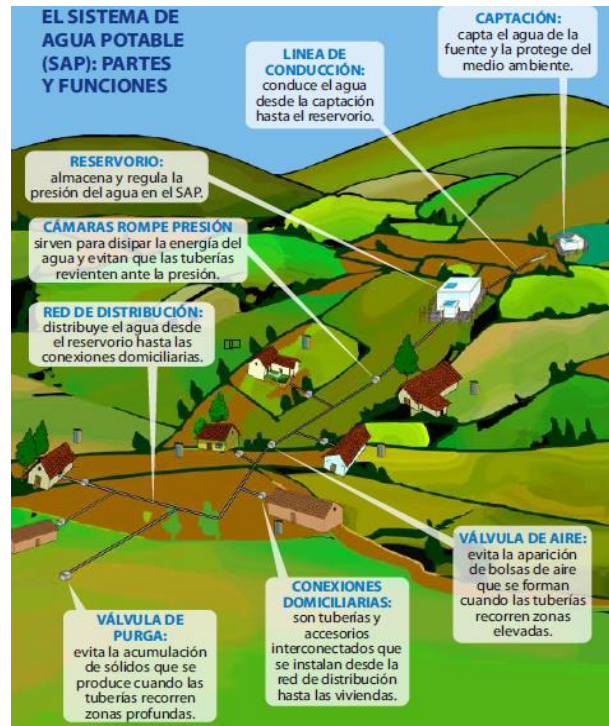 EL SISTEMA DE
AGUA POTABLE
(SAP): PARTES
Y FUNCIONES
CAPTACIÓN:
capta el agua de la
fuente y la protege del
medio ambiente.
LINEA DE
CONDUCCIÓN:
conduce el agua
desde la captación
hasta el reservorio.
RESERVORIO:
almacena y regula la
presión del agua en el SAP.
CÁMARAS ROMPE PRESIÓN
sirven para disipar la energía del
agua y evitan que las tuberías
revienten ante la presión.
RED DE DISTRIBUCIÓN:
distribuye el agua desde
el reservorio hasta las
conexiones domiciliarias.
VÁLVULA DE AIRE:
evita la aparición
de bolsas de aire
que se forman
cuando las tuberías
recorren zonas
elevadas.
CONEXIONES
DOMICILIARIAS:
son tuberías y
accesorios
interconectados que
se instalan desde la
red de distribución
hasta las viviendas.
VÁLVULA DE
PURGA:
evita la acumulación
de sólidos que se
produce cuando las
tuberías recorren
zonas profundas.